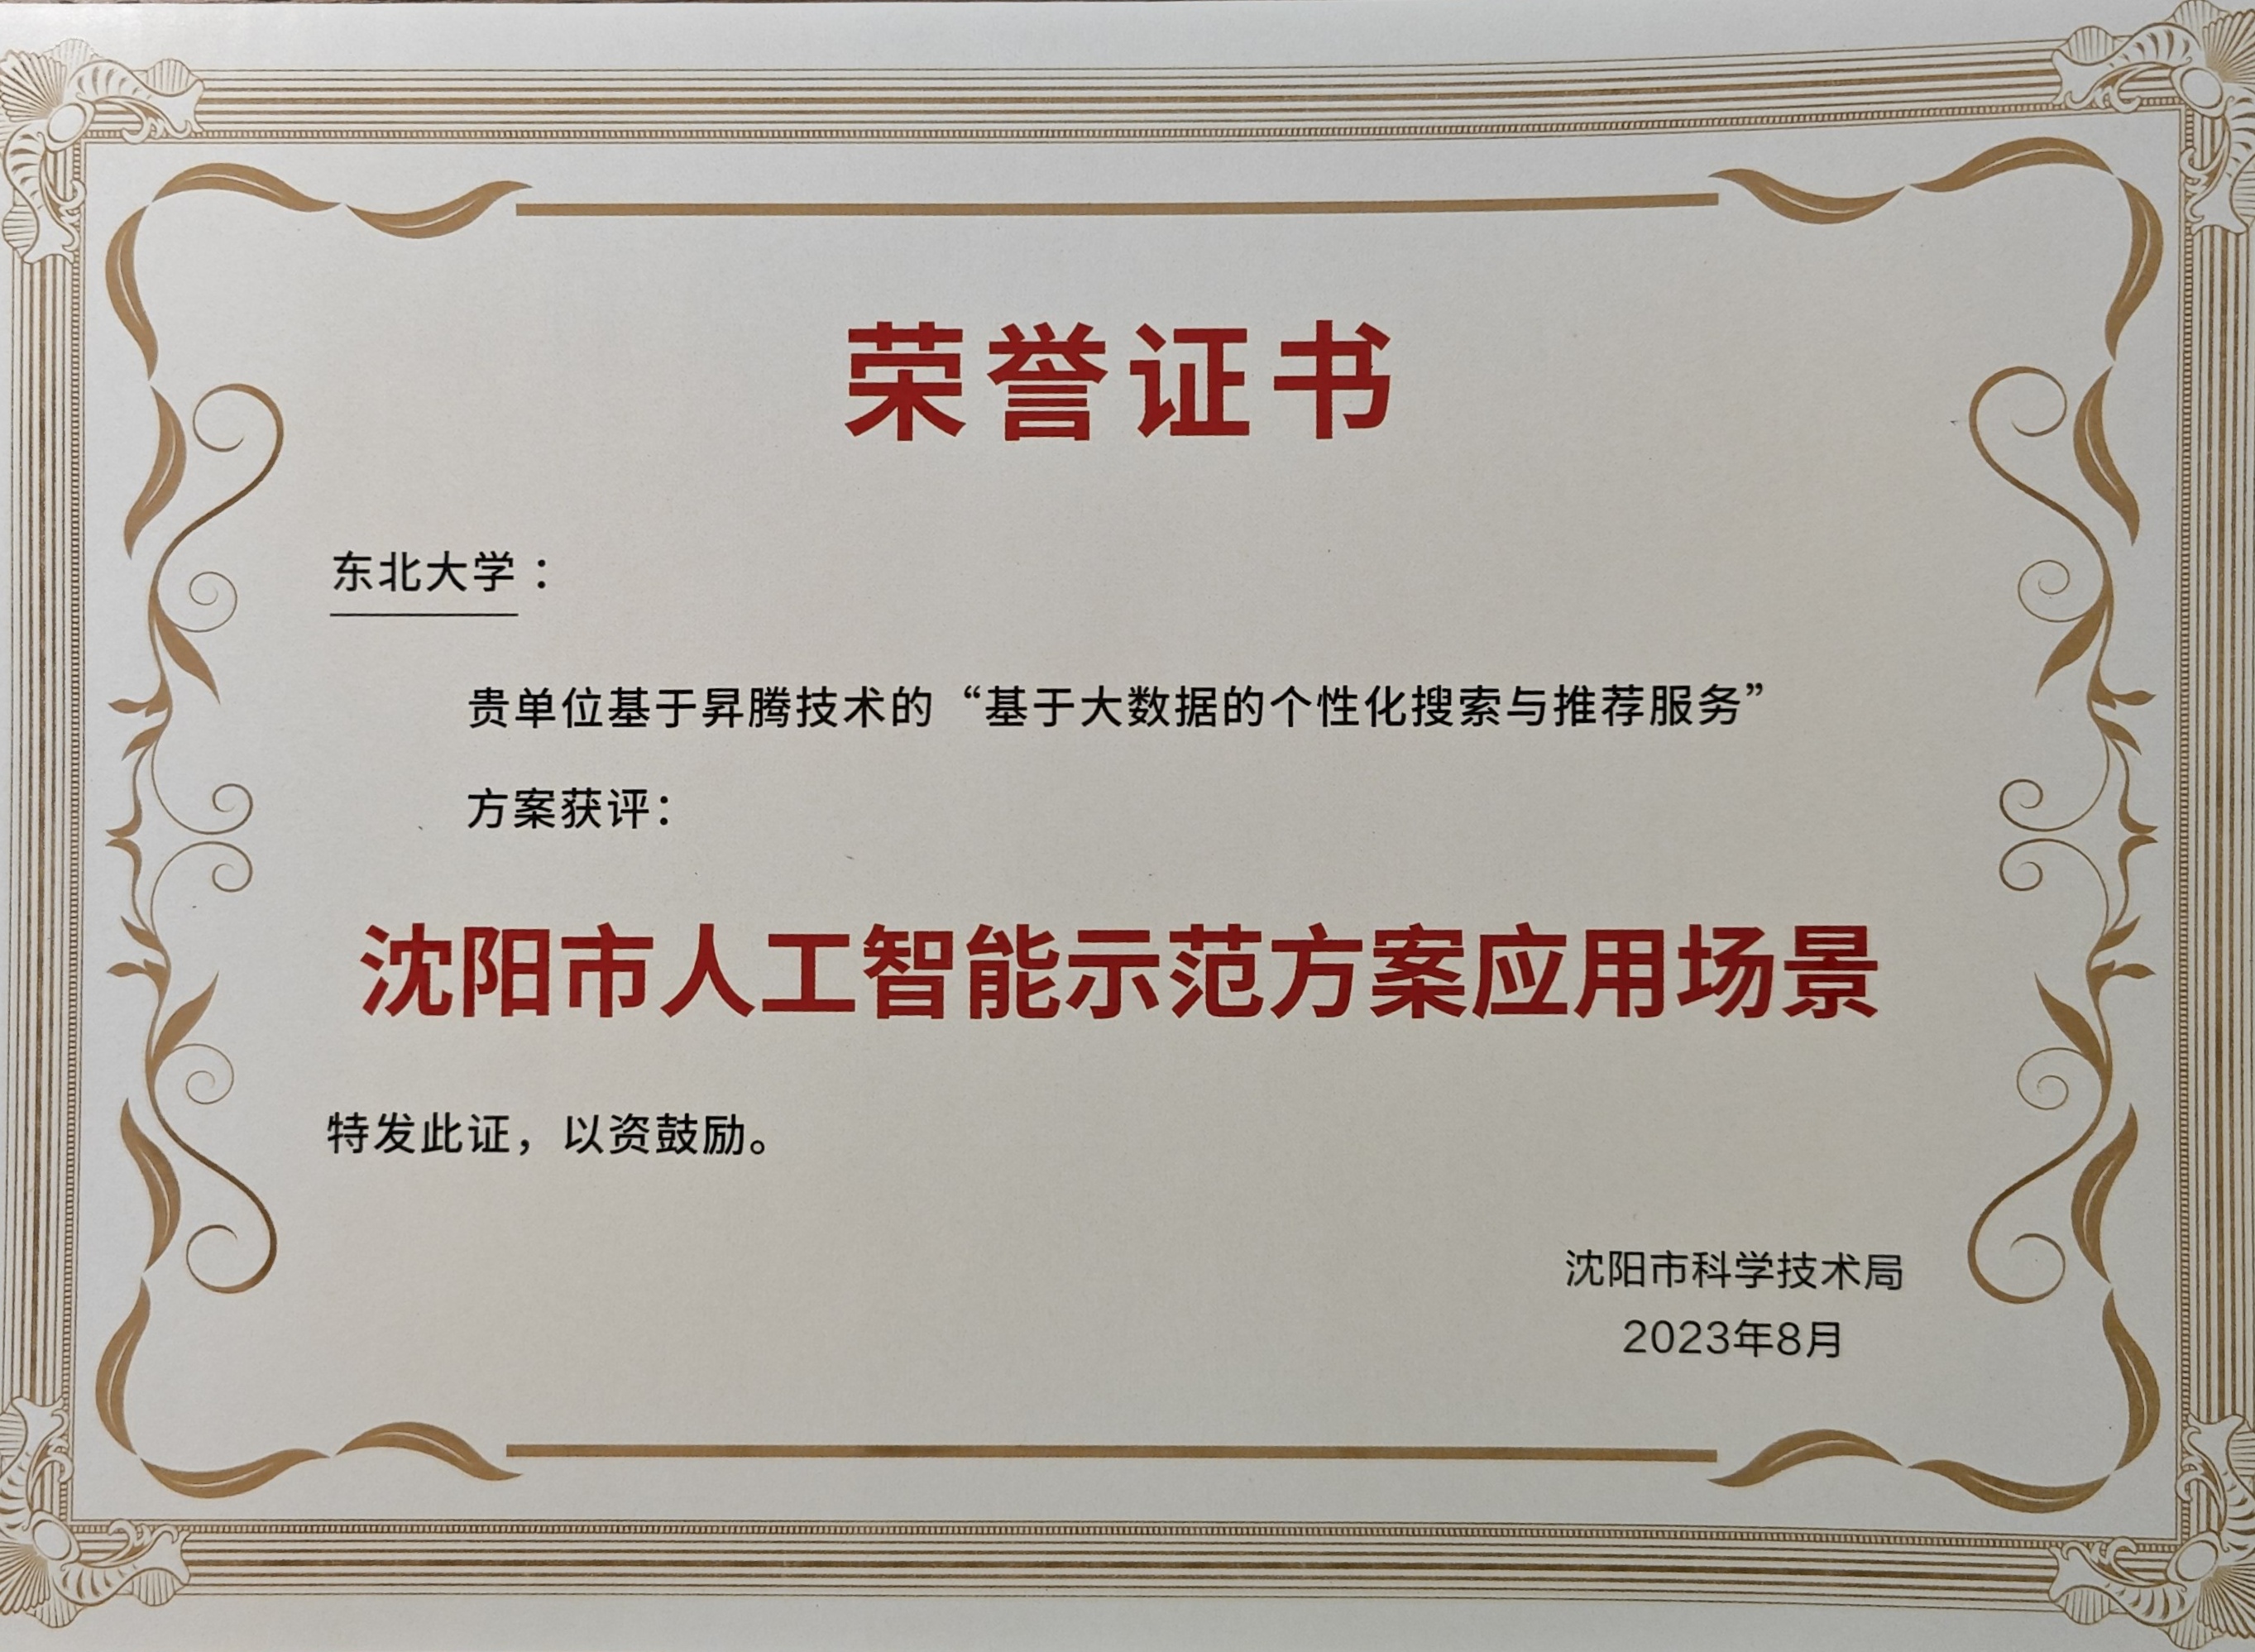 荣誉证书
东北大学：
贵单位基于昇腾技术的“基于大数据的个性化搜索与推荐服务”
方案获评：
沈阳市人工智能示范方案应用场景
特发此证，以资鼓励。
沈阳市科学技术局
2023年8月